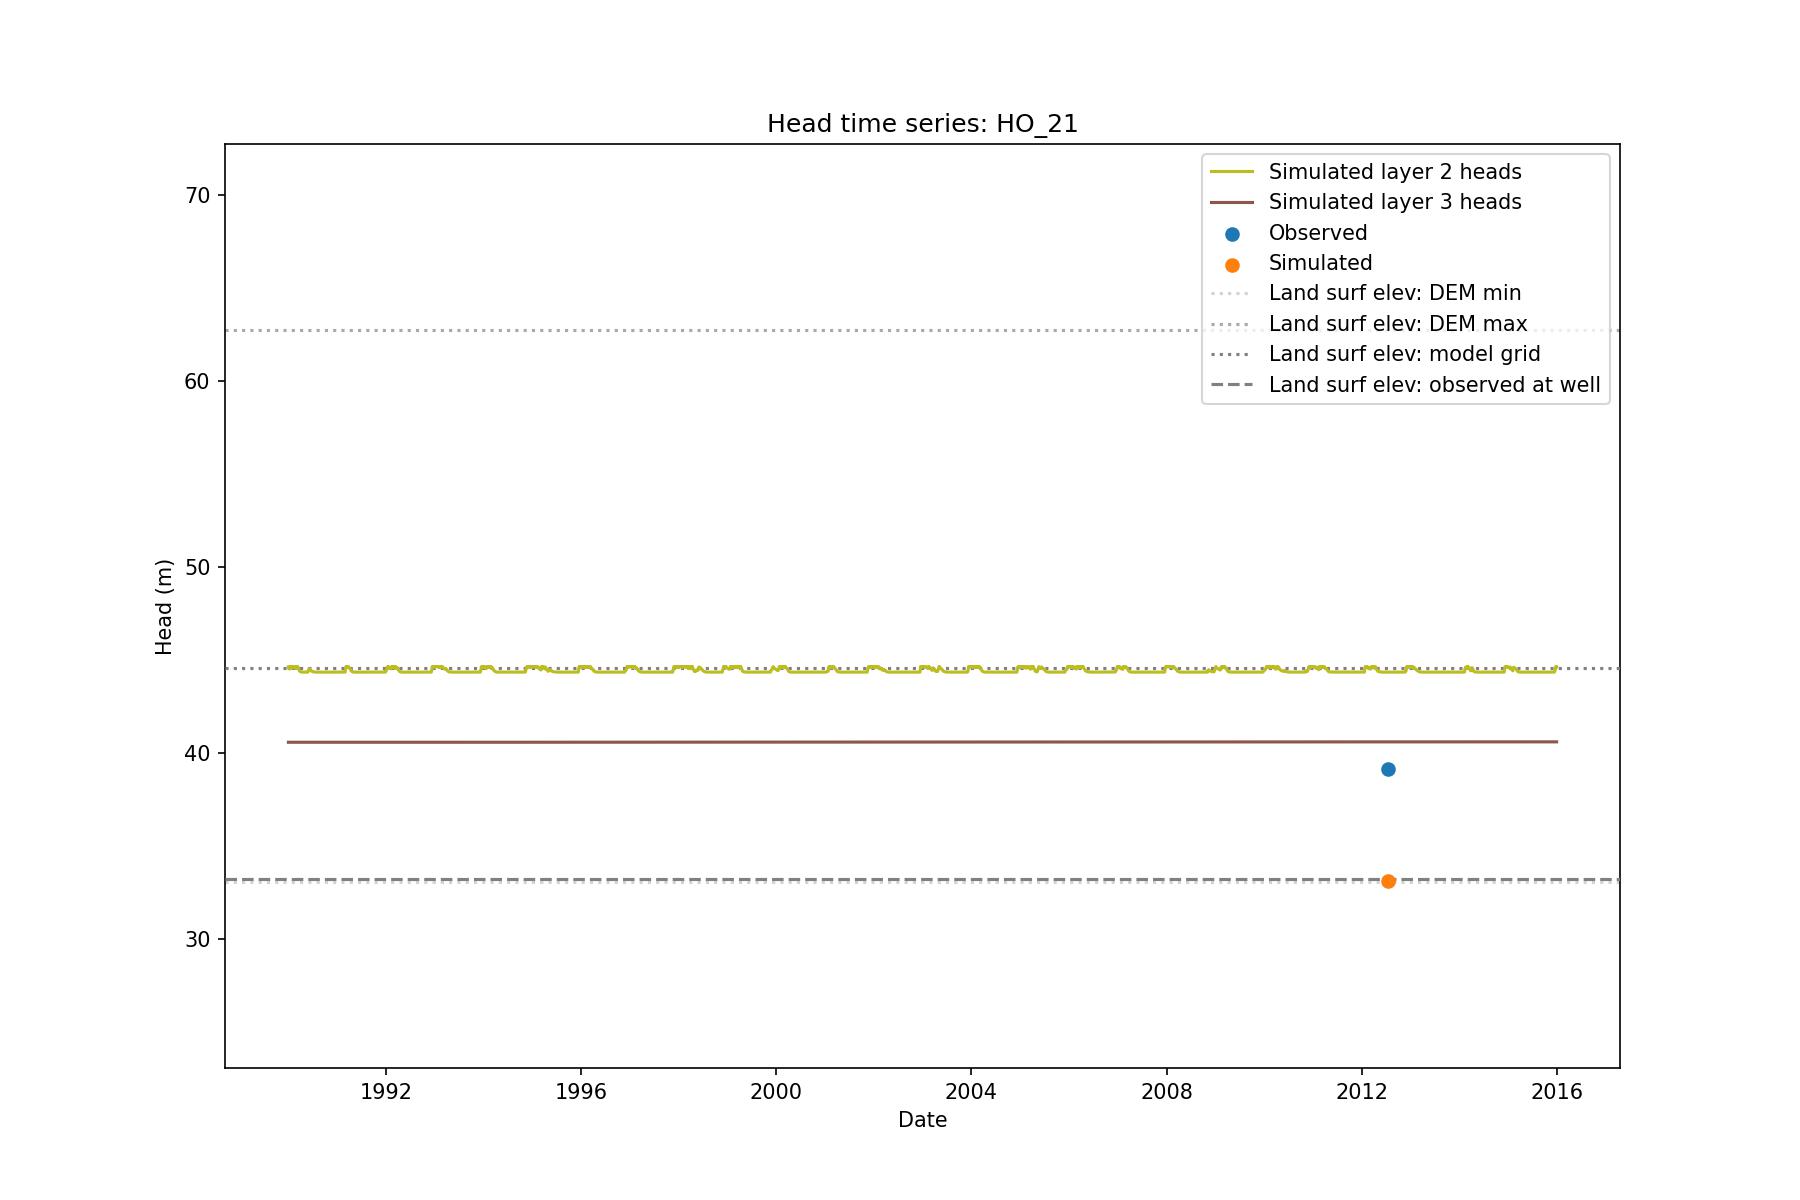 Head time series: HO_21
Simulated layer 2 heads
Simulated layer 3 heads
Observed
Simulated
Land surf elev: DEM min
Land surf elev: DEM max
Land surf elev: model grid
Land surf elev: observed at well
70
60
50
40
30
Head (m)
1992 1996 2000 2004 2008 2012 2016
Date